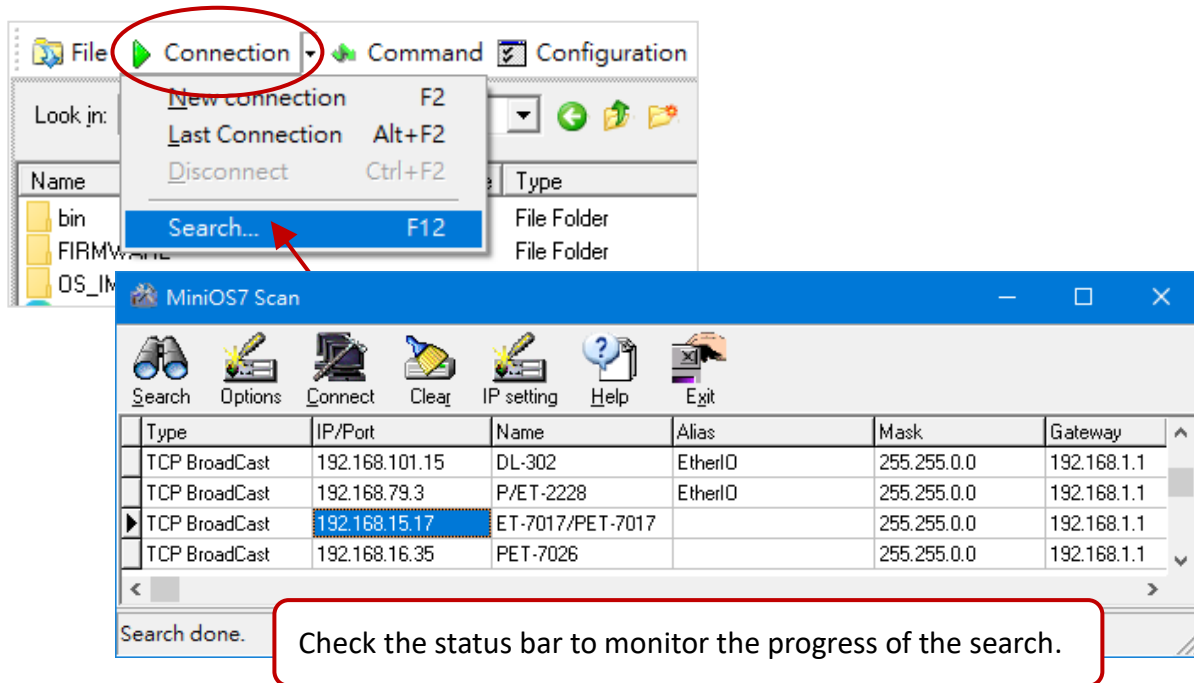 File Connection Command Configuration
Look in:
New connection F2
Last Connection Alt+F2
Disconnect Ctrl+F2
Name Type
bin File Folder
Search... F12
File Folder
MiniOS7 Scan
Search Options Connect Clear IP setting Help Exit
Type IP/Port Name Alias Mask Gateway
TCP BroadCast 192.168.101.15 DL-302 EtherIO 255.255.0.0 192.168.1.1
TCP BroadCast 192.168.79.3 P/ET-2228 EtherIO 255.255.0.0 192.168.1.1
TCP BroadCast 192.168.15.17 ET-7017/PET-7017 255.255.0.0 192.168.1.1
TCP BroadCast 192.168.16.35 PET-7026 255.255.0.0 192.168.1.1
Search done.
Check the status bar to monitor the progress of the search.